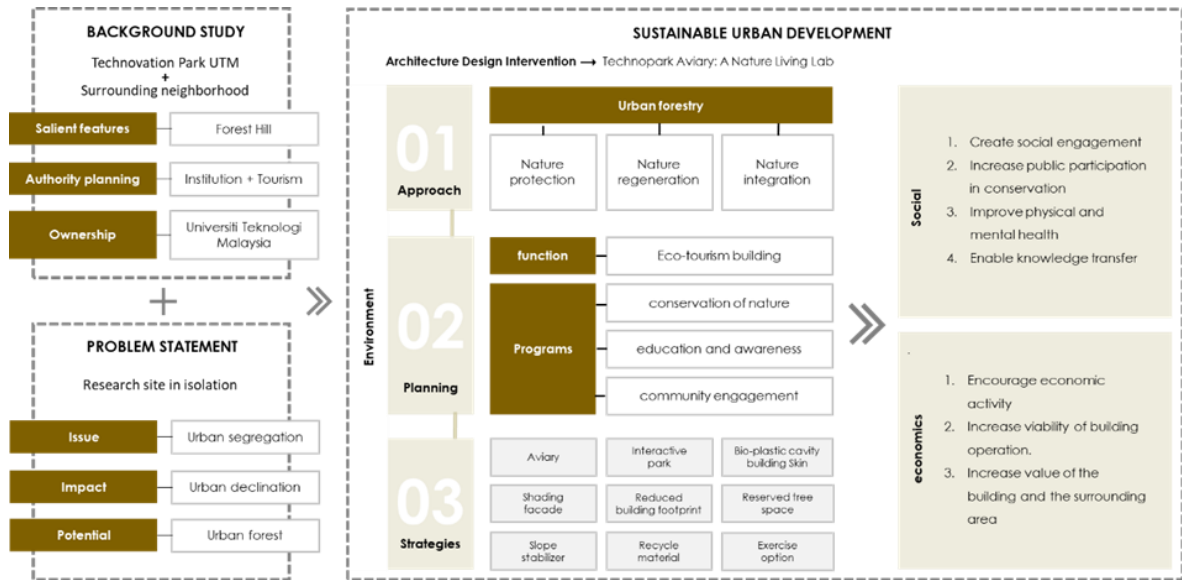 BACKGROUND STUDY
Technovation Park UTM
+
Surrounding neighborhood
Salient features
Forest Hill
Authority planning
Institution + Tourism
Ownership
Universiti Teknologi
Malaysia
+
PROBLEM STATEMENT
Research site in isolation
Issue
Urban segregation
Impact
Urban declination
Potential
Urban forest
SUSTAINABLE URBAN DEVELOPMENT
Architecture Design Intervention → Technopark Aviary: A Nature Living Lab
Environment
01
Approach
Urban forestry
Nature
protection
Nature
regeneration
Nature
integration
02
Planning
function
Eco-tourism building
Programs
conservation of nature
education and awareness
community engagement
03
Strategies
Aviary
Interactive
park
Bio-plastic cavity
building Skin
Shading
facade
Reduced
building footprint
Reserved tree
space
Slope
stabilizer
Recycle
material
Exercise
option
Social
1. Create social engagement
2. Increase public participation
in conservation
3. Improve physical and
mental health
4. Enable knowledge transfer
economics
1. Encourage economic
activity
2. Increase viability of building
operation.
3. Increase value of the
building and the surrounding
area